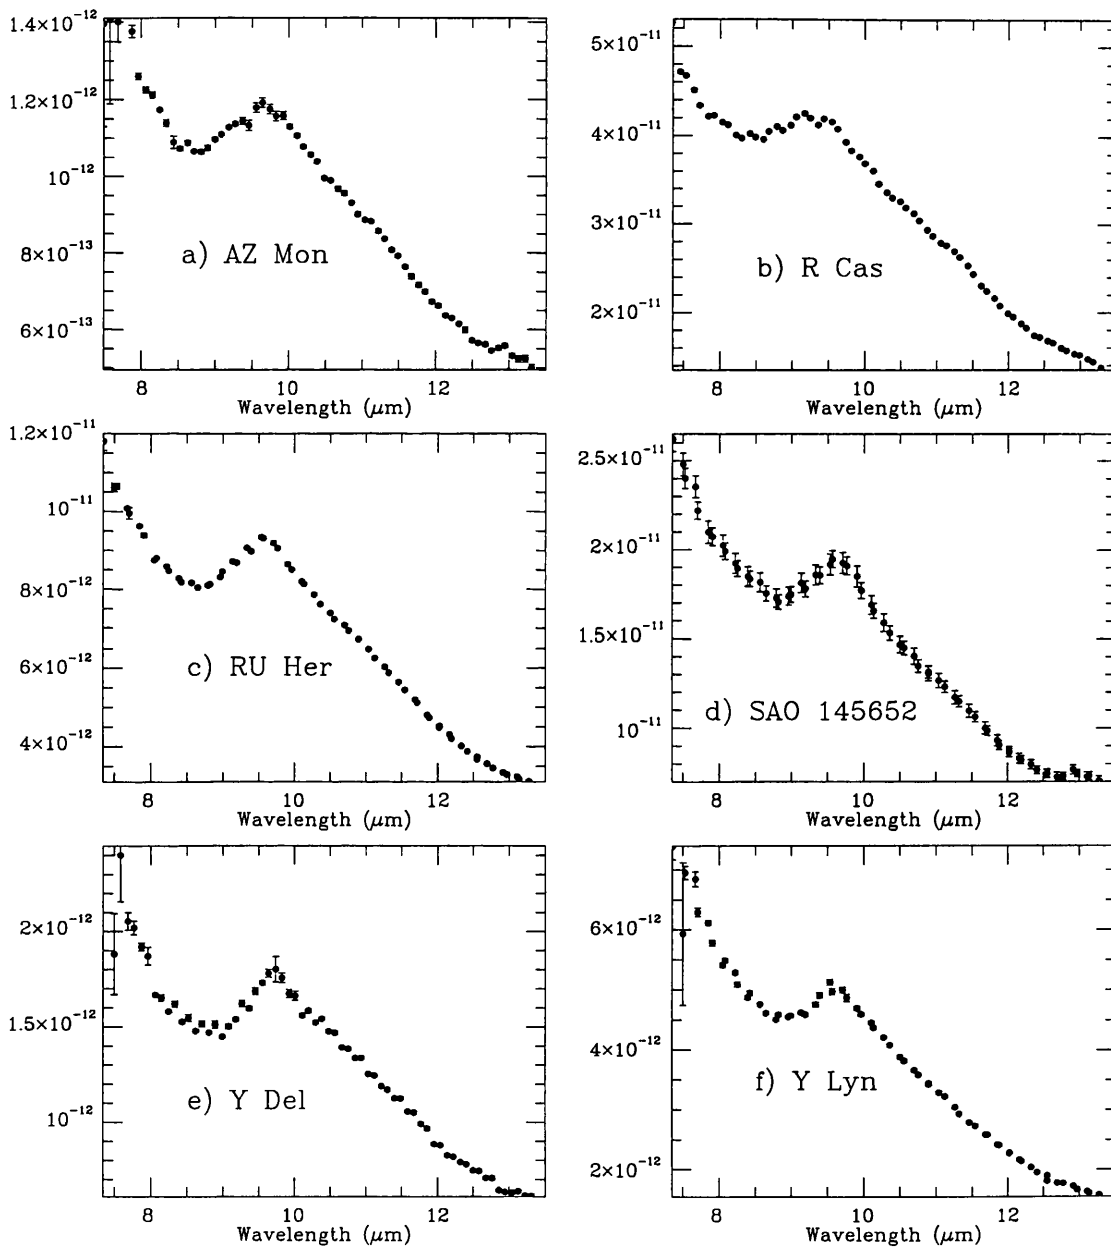 1.4×10⁻¹²
1.2×10⁻¹²
10⁻¹²
8×10⁻¹³
6×10⁻¹³
a) AZ Mon
8 10 12
Wavelength (μm)
5×10⁻¹¹
4×10⁻¹¹
3×10⁻¹¹
2×10⁻¹¹
b) R Cas
8 10 12
Wavelength (μm)
1.2×10⁻¹¹
10⁻¹¹
8×10⁻¹²
6×10⁻¹²
4×10⁻¹²
c) RU Her
8 10 12
Wavelength (μm)
2.5×10⁻¹¹
2×10⁻¹¹
1.5×10⁻¹¹
10⁻¹¹
d) SAO 145652
8 10 12
Wavelength (μm)
2×10⁻¹²
1.5×10⁻¹²
10⁻¹²
e) Y Del
8 10 12
Wavelength (μm)
6×10⁻¹²
4×10⁻¹²
2×10⁻¹²
f) Y Lyn
8 10 12
Wavelength (μm)